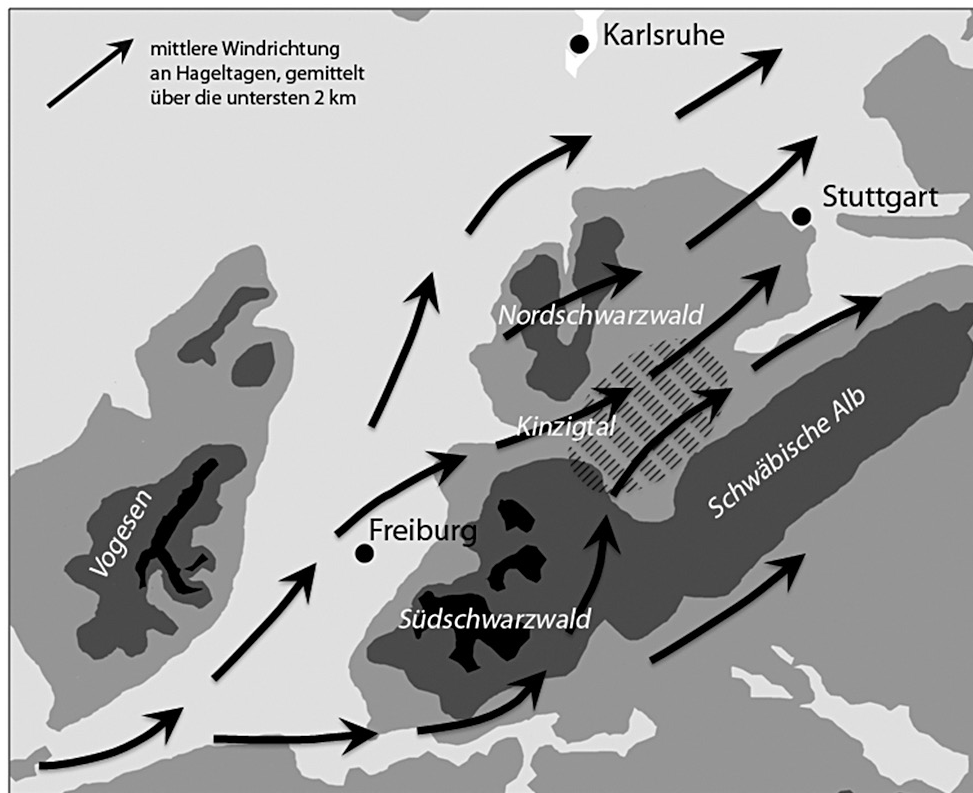 mittlere Windrichtung
an Hageltagen, gemittelt
über die untersten 2 km
Karlsruhe
Stuttgart
Nordschwarzwald
Kinzigtal
Schwäbische Alb
Vogesen
Freiburg
Südschwarzwald